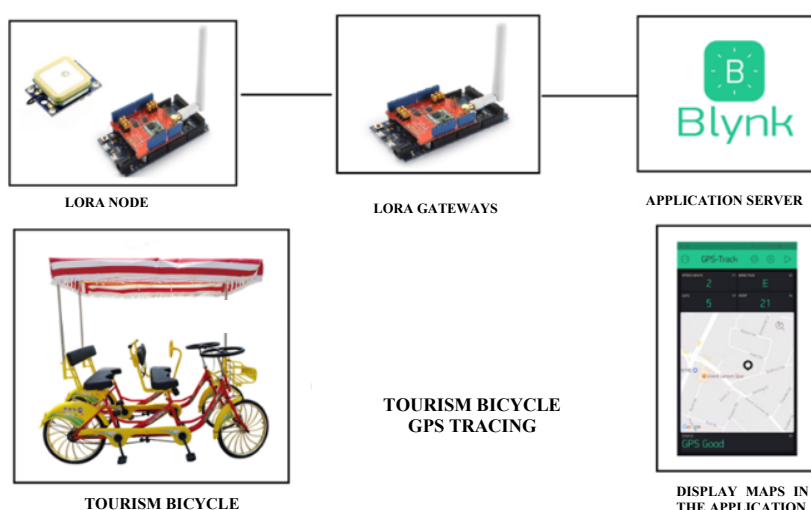 B
Blynk
LORA NODE
LORA GATEWAYS
APPLICATION SERVER
GPS-Track
2
E
5
21
Google
GPS Good
TOURISM BICYCLE
GPS TRACING
TOURISM BICYCLE
DISPLAY MAPS IN
THE APPLICATION